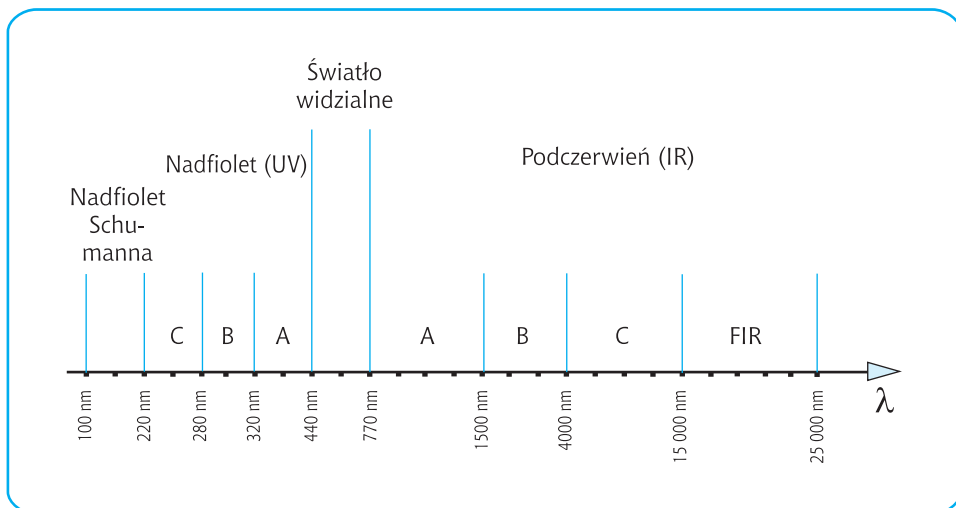 Światło
widzialne
Nadfiolet (UV)
Podczerwień (IR)
Nadfiolet
Schu-
manna
C B A A B C FIR
100 nm 220 nm 280 nm 320 nm 440 nm 770 nm 1500 nm 4000 nm 15 000 nm 25 000 nm
λ